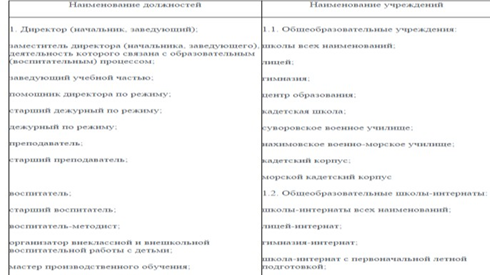 Наименование должностей
Наименование учреждений
1. Директор (начальник, заведующий);
заместитель директора (начальника, заведующего),
деятельность которого связана с образовательным
(воспитательным) процессом;
заведующий учебной частью;
помощник директора по режиму;
старший дежурный по режиму;
дежурный по режиму;
преподаватель;
старший преподаватель;
1.1. Общеобразовательные учреждения:
школы всех наименований;
лицей;
гимназия;
центр образования;
кадетская школа;
суворовское военное училище;
нахимовское военно-морское училище;
кадетский корпус;
морской кадетский корпус
воспитатель;
старший воспитатель;
воспитатель-методист;
организатор внеклассной и внешкольной
воспитательной работы с детьми;
мастер производственного обучения;
1.2. Общеобразовательные школы-интернаты:
школы-интернаты всех наименований;
лицей-интернат;
гимназия-интернат;
школа-интернат с первоначальной летной
подготовкой;